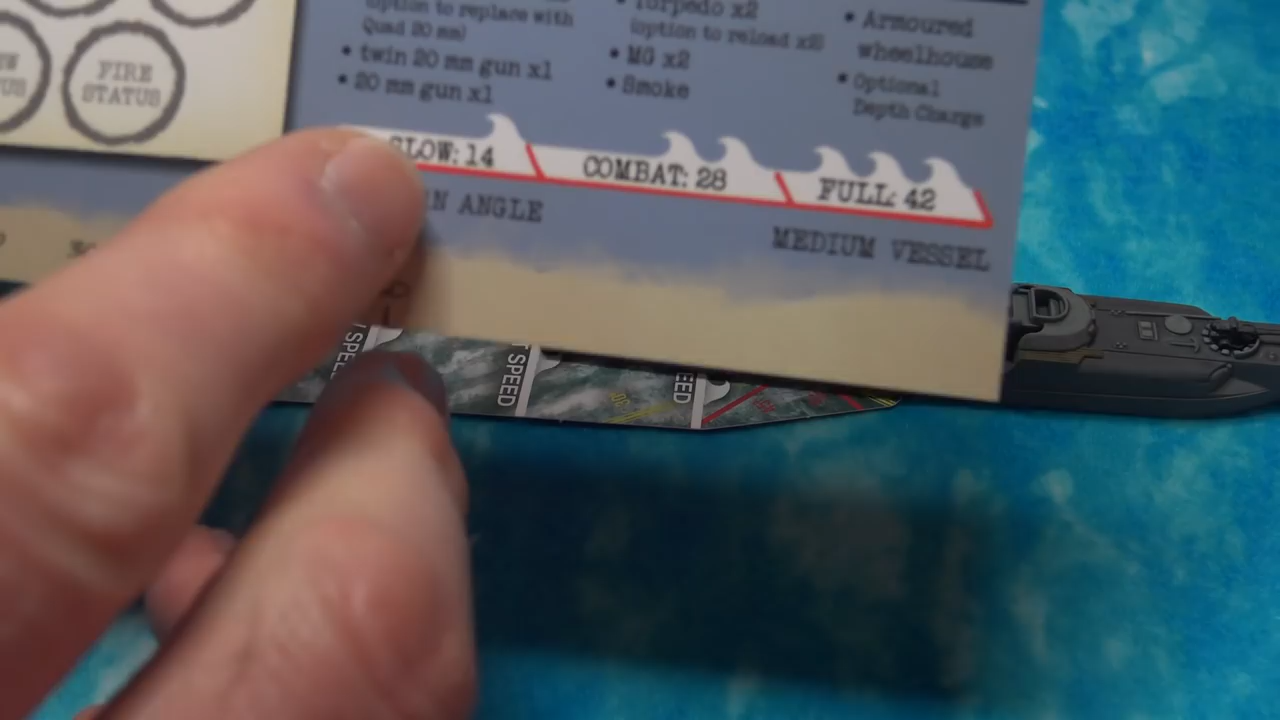 FIRE
STATUS
(option to replace with
Quad 20 mm)
• twin 20 mm gun x1
• 20 mm gun x1
• Torpedo x2
(option to reload x2)
• MG x2
• Smoke
• Armoured
wheelhouse
• Optional
Depth Charge
SLOW: 14
COMBAT: 28
FULL: 42
ANGLE
MEDIUM VESSEL
SPEED